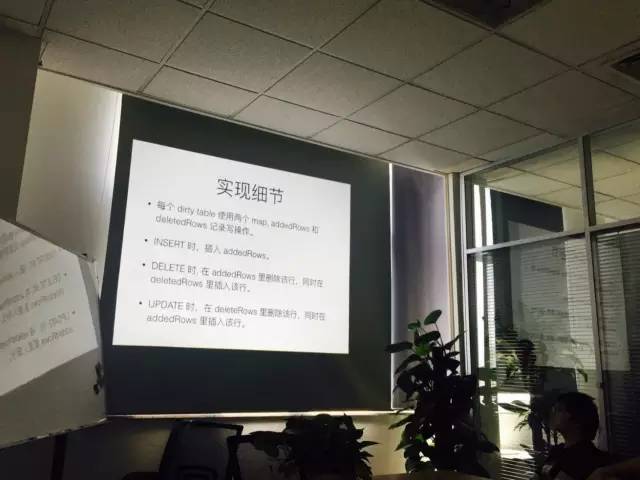 实现细节
• 每个 dirty table 使用两个 map, addedRows 和
deletedRows 记录写操作。
• INSERT 时，插入 addedRows。
• DELETE 时, 在 addedRows 里删除该行，同时在
deletedRows 里插入该行。
• UPDATE 时，在 deleteRows 里删除该行，同时在
addedRows 里插入该行。